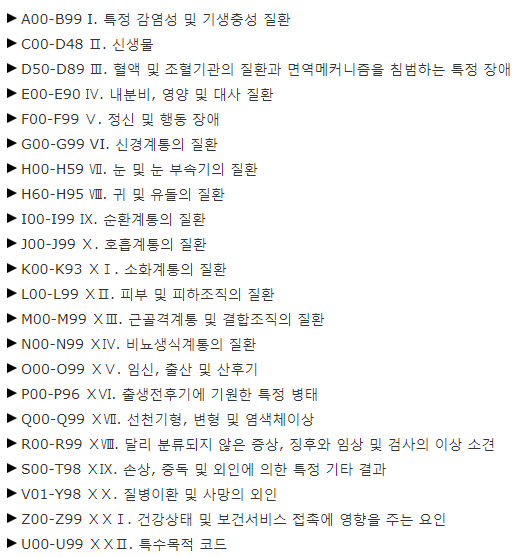 ▶ A00-B99 Ⅰ. 특정 감염성 및 기생충성 질환
▶ C00-D48 Ⅱ. 신생물
▶ D50-D89 Ⅲ. 혈액 및 조혈기관의 질환과 면역메커니즘을 침범하는 특정 장애
▶ E00-E90 Ⅳ. 내분비, 영양 및 대사 질환
▶ F00-F99 Ⅴ. 정신 및 행동 장애
▶ G00-G99 Ⅵ. 신경계통의 질환
▶ H00-H59 Ⅶ. 눈 및 눈 부속기의 질환
▶ H60-H95 Ⅷ. 귀 및 유돌의 질환
▶ I00-I99 Ⅸ. 순환계통의 질환
▶ J00-J99 Ⅹ. 호흡계통의 질환
▶ K00-K93 ⅩⅠ. 소화계통의 질환
▶ L00-L99 ⅩⅡ. 피부 및 피하조직의 질환
▶ M00-M99 ⅩⅢ. 근골격계통 및 결합조직의 질환
▶ N00-N99 ⅩⅣ. 비뇨생식계통의 질환
▶ O00-O99 ⅩⅤ. 임신, 출산 및 산후기
▶ P00-P96 ⅩⅥ. 출생전후기에 기원한 특정 병태
▶ Q00-Q99 ⅩⅦ. 선천기형, 변형 및 염색체이상
▶ R00-R99 ⅩⅧ. 달리 분류되지 않은 증상, 징후와 임상 및 검사의 이상 소견
▶ S00-T98 ⅩⅨ. 손상, 중독 및 외인에 의한 특정 기타 결과
▶ V01-Y98 ⅩⅩ. 질병이환 및 사망의 외인
▶ Z00-Z99 ⅩⅩⅠ. 건강상태 및 보건서비스 접촉에 영향을 주는 요인
▶ U00-U99 ⅩⅩⅡ. 특수목적 코드